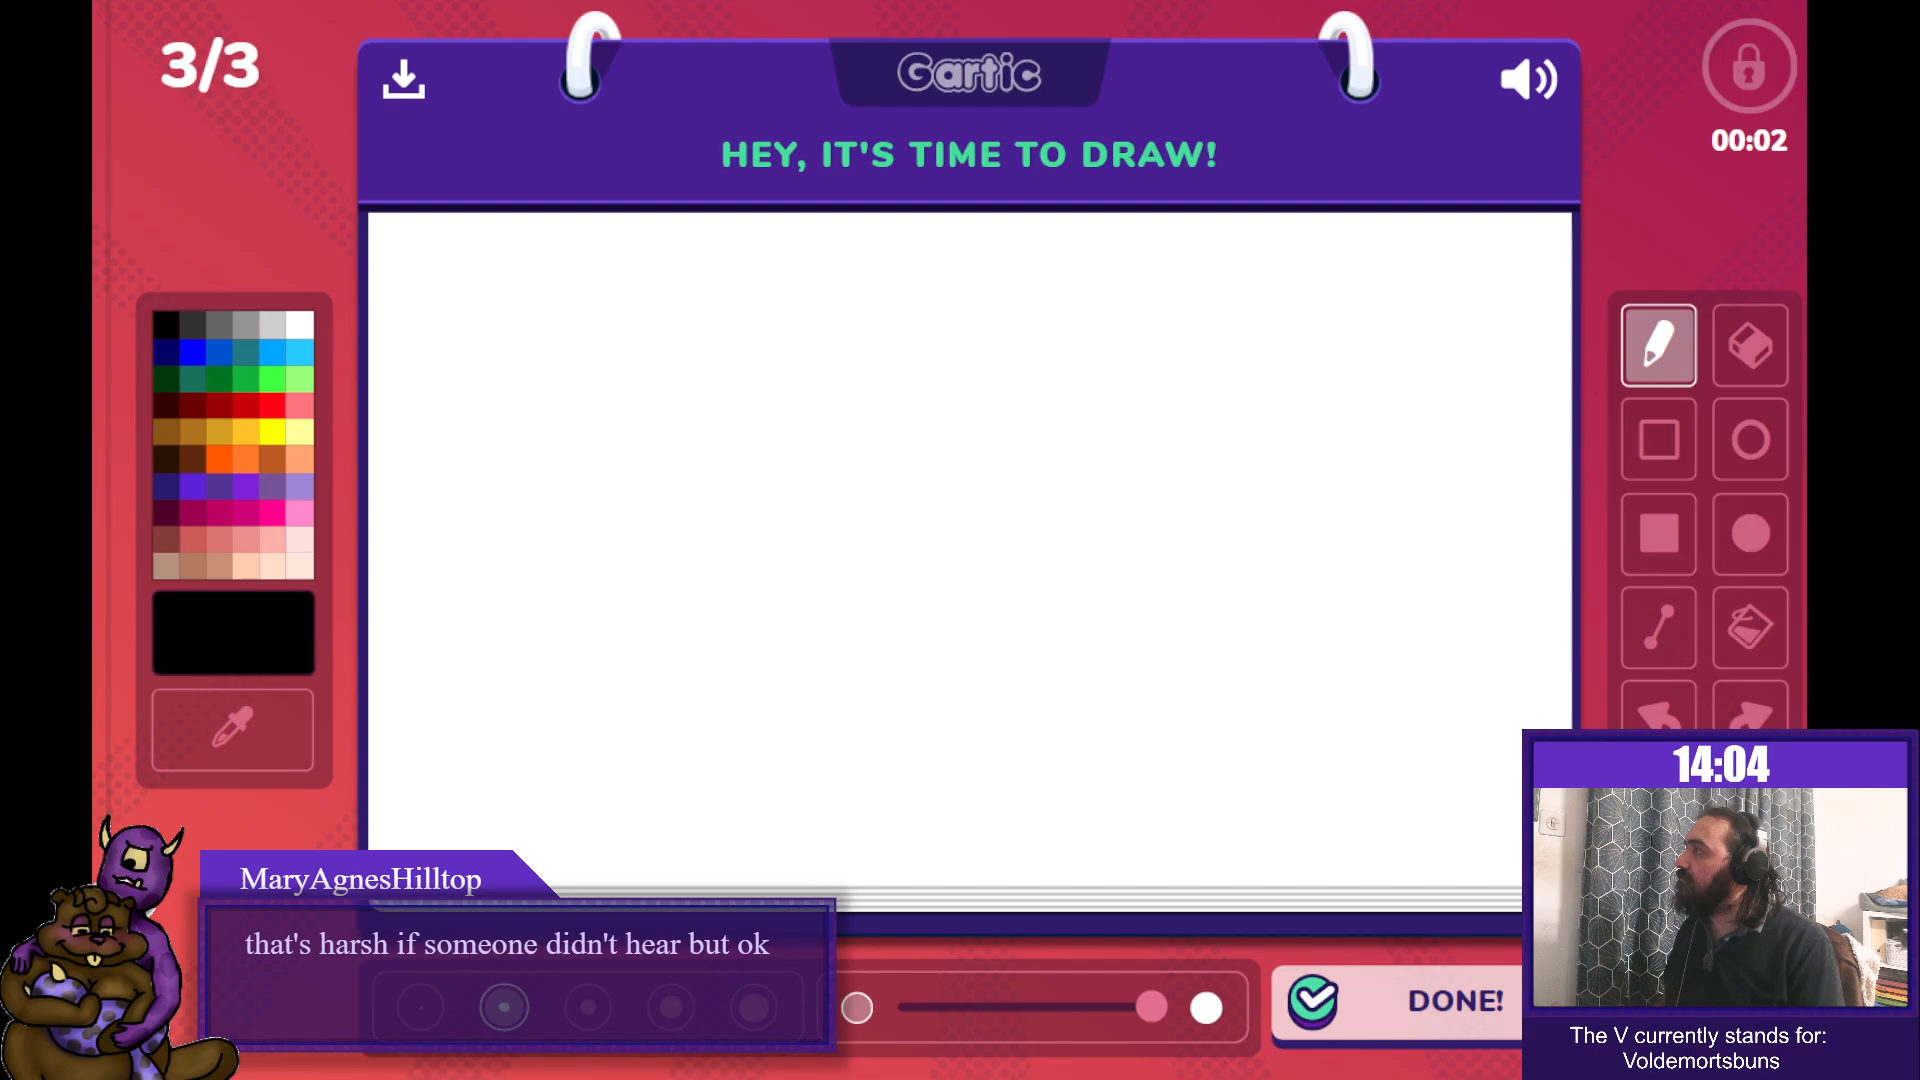 3/3
Gartic
00:02
HEY, IT'S TIME TO DRAW!
14:04
MaryAgnesHilltop
that's harsh if someone didn't hear but ok
DONE!
The V currently stands for:
Voldemortsbuns